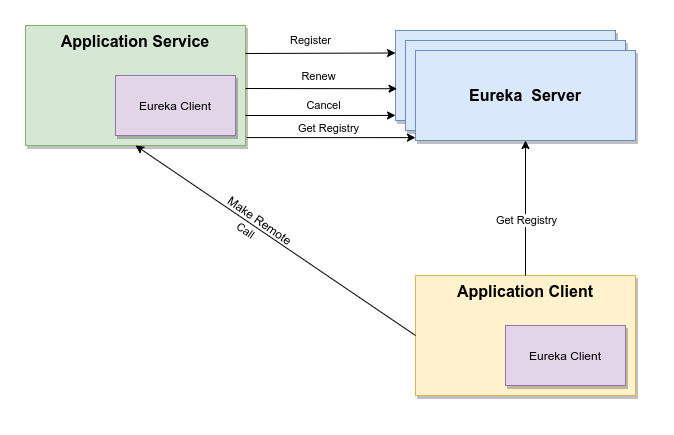 Application Service
Eureka Client
Register
Renew
Cancel
Get Registry
Eureka  Server
Make Remote
Call
Get Registry
Application Client
Eureka Client